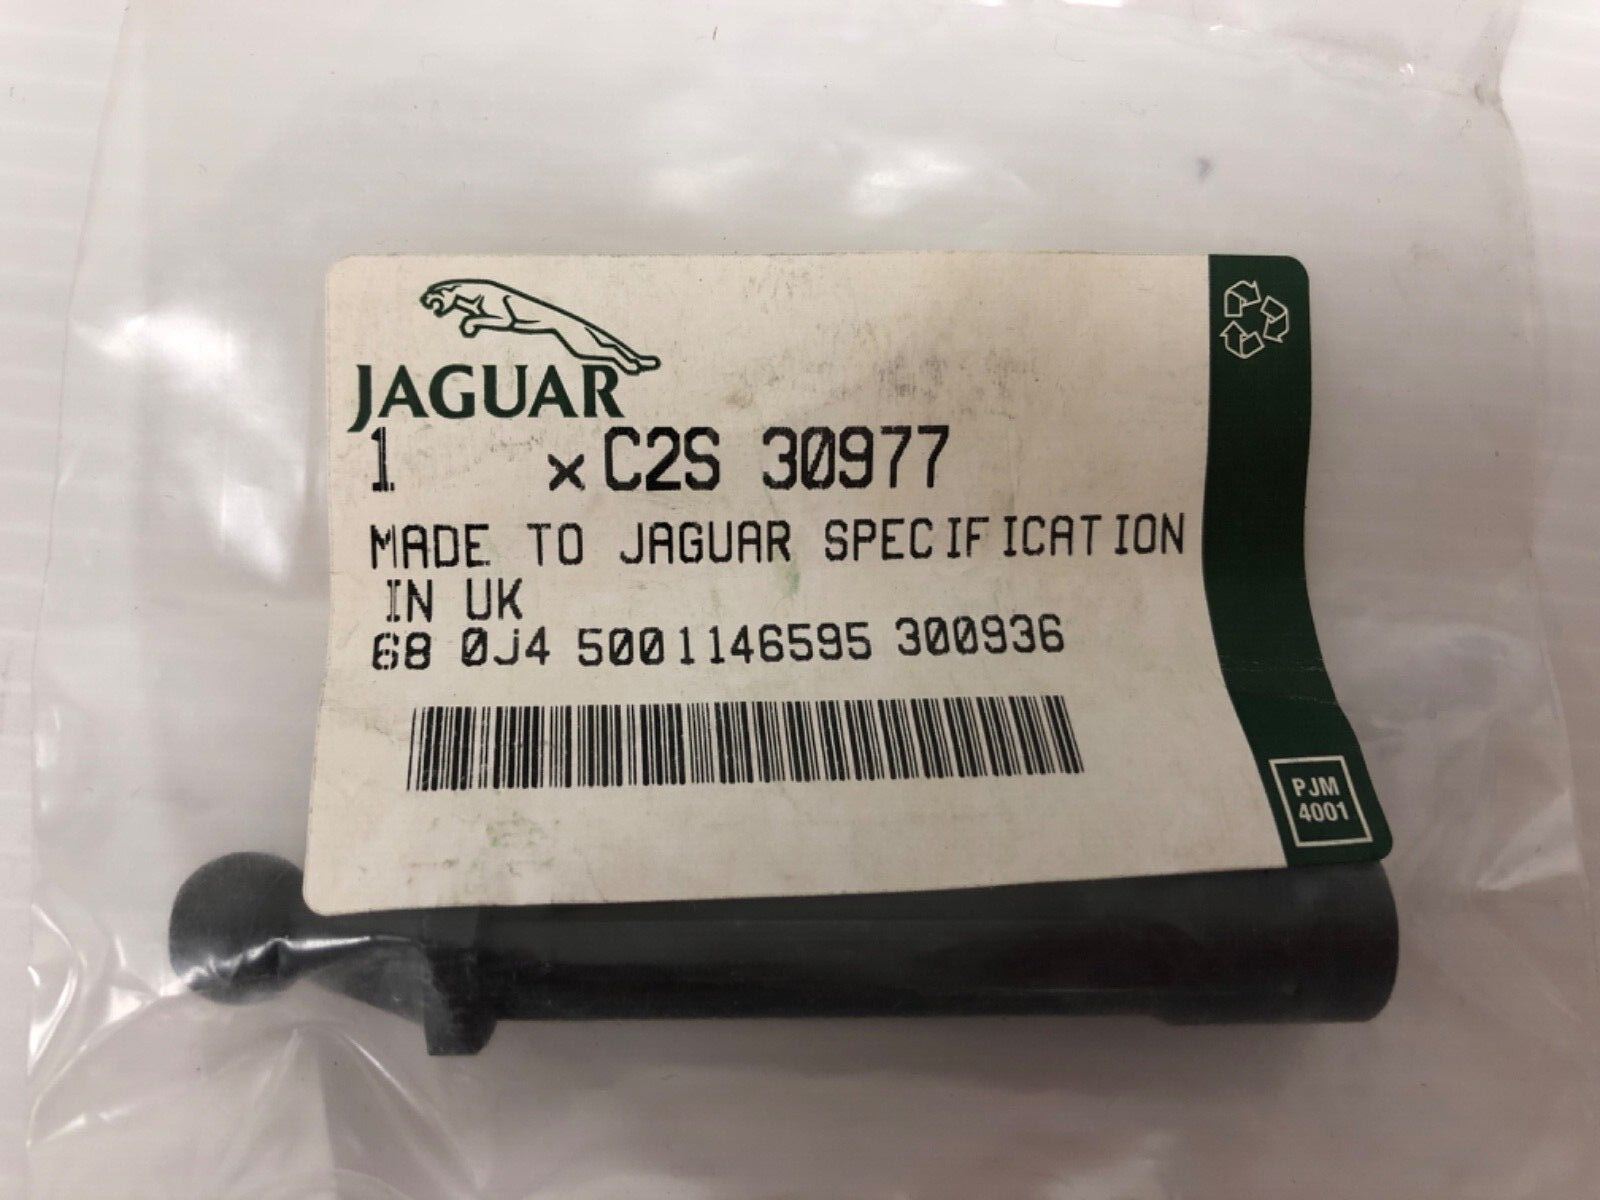 JAGUAR
1 x C2S 30977
MADE TO JAGUAR SPECIFICATION
IN UK
68 0J4 5001146595 300936
PJM
4001